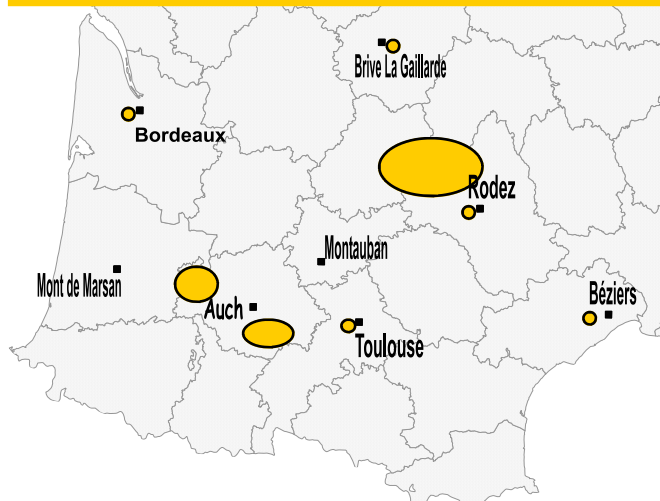 Brive La Gaillarde
Bordeaux
Rodez
Montauban
Mont de Marsan
Auch
Béziers
Toulouse